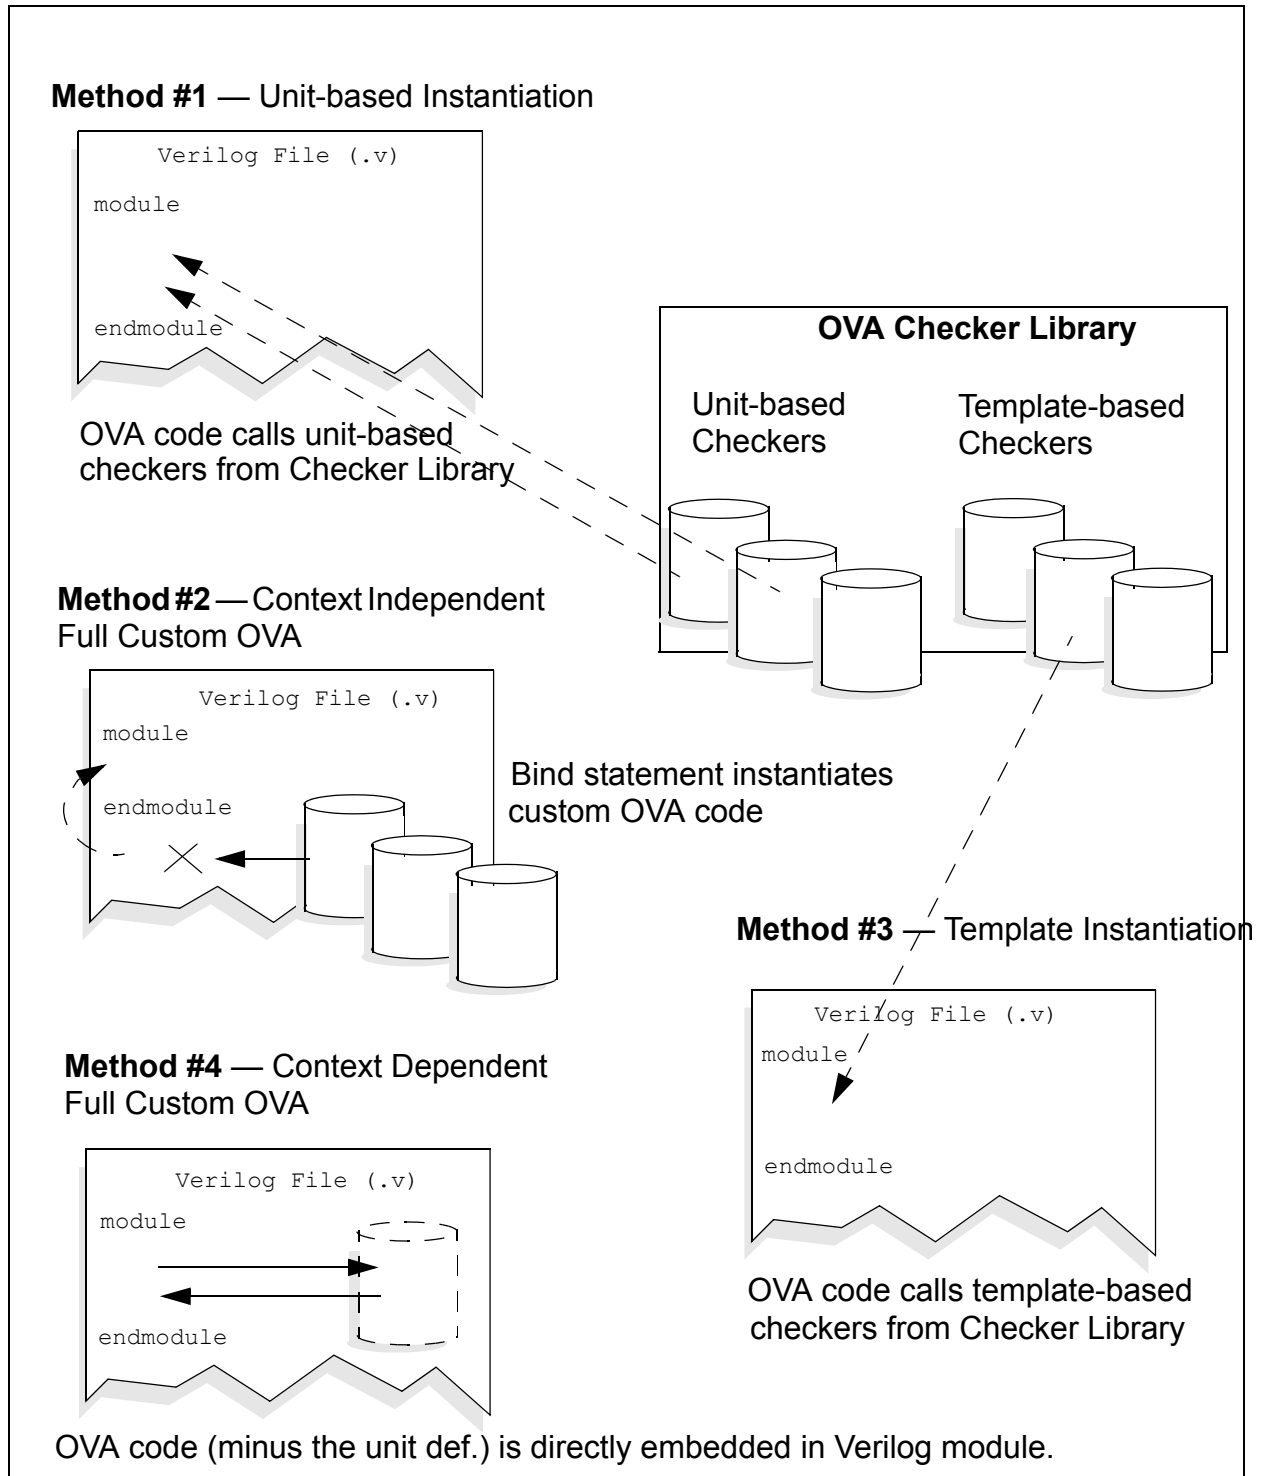 Method #1 — Unit-based Instantiation
Verilog File (.v)
module
endmodule
OVA code calls unit-based
checkers from Checker Library
OVA Checker Library
Unit-based
Checkers
Template-based
Checkers
Method #2 — Context Independent
Full Custom OVA
Verilog File (.v)
module
endmodule
Bind statement instantiates
custom OVA code
Method #3 — Template Instantiation
Verilog File (.v)
module
endmodule
OVA code calls template-based
checkers from Checker Library
Method #4 — Context Dependent
Full Custom OVA
Verilog File (.v)
module
endmodule
OVA code (minus the unit def.) is directly embedded in Verilog module.